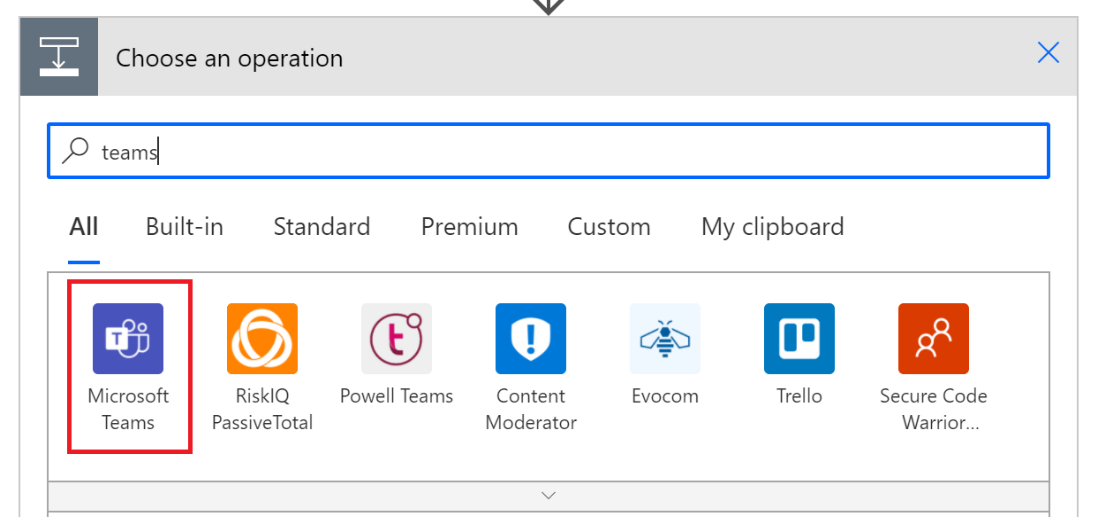 Choose an operation
teams
All Built-in Standard Premium Custom My clipboard
Microsoft Teams
RiskIQ PassiveTotal
Powell Teams
Content Moderator
Evocom
Trello
Secure Code Warrior...